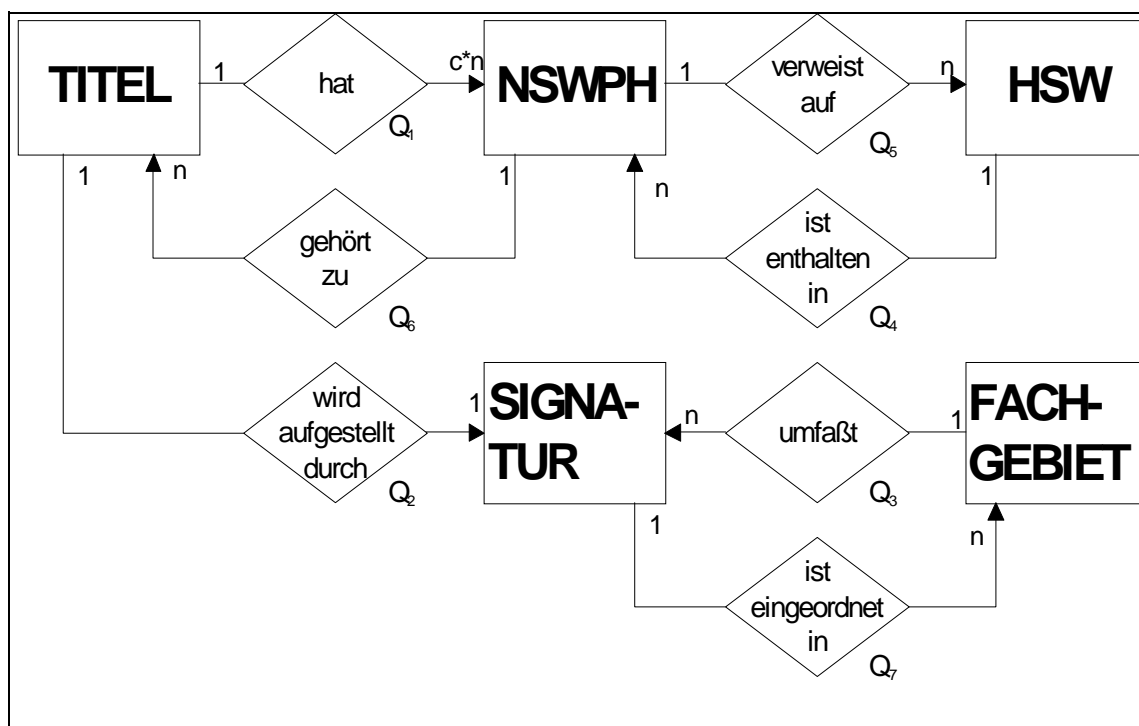 TITEL
1
hat
Q1
c*n
NSWPH
1
verweist
auf
Q5
n
HSW
1
n
gehört
zu
Q6
1
n
ist
enthalten
in
Q4
1
wird
aufgestellt
durch
Q2
1
SIGNA-
TUR
n
umfaßt
Q3
1
FACH-
GEBIET
1
ist
eingeordnet
in
Q7
n